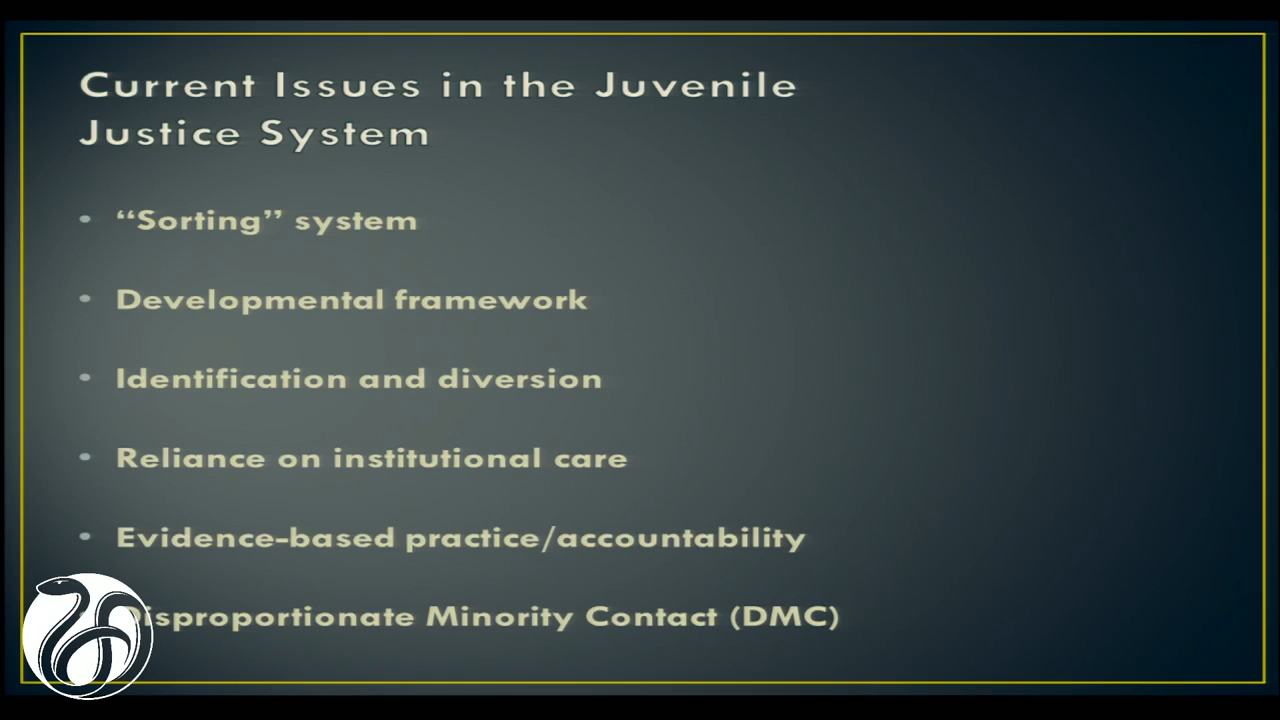 Current Issues in the Juvenile
Justice System
• “Sorting” system
• Developmental framework
• Identification and diversion
• Reliance on institutional care
• Evidence-based practice/accountability
Disproportionate Minority Contact (DMC)